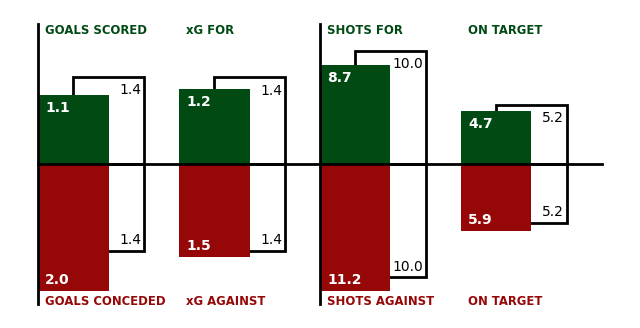 GOALS SCORED xG FOR SHOTS FOR ON TARGET
1.1 1.4 1.2 1.4 8.7 10.0 4.7 5.2
2.0 1.4 1.5 1.4 11.2 10.0 5.9 5.2
GOALS CONCEDED xG AGAINST SHOTS AGAINST ON TARGET